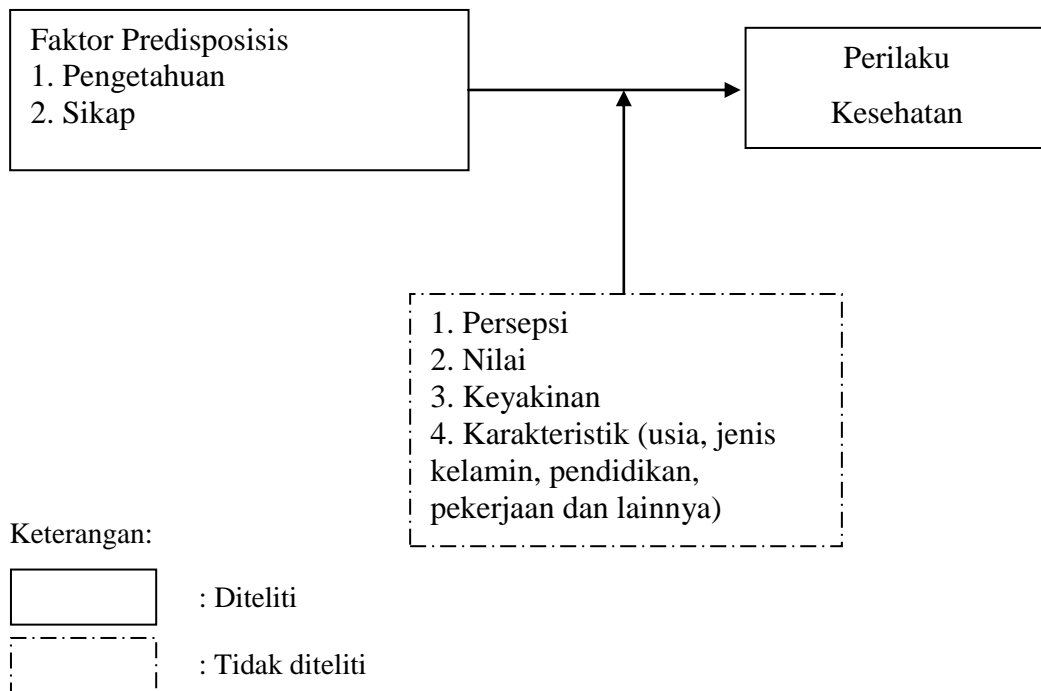 Faktor Predisposisis
1. Pengetahuan
2. Sikap
Perilaku
Kesehatan
1. Persepsi
2. Nilai
3. Keyakinan
4. Karakteristik (usia, jenis
kelamin, pendidikan,
pekerjaan dan lainnya)
Keterangan:
: Diteliti
: Tidak diteliti